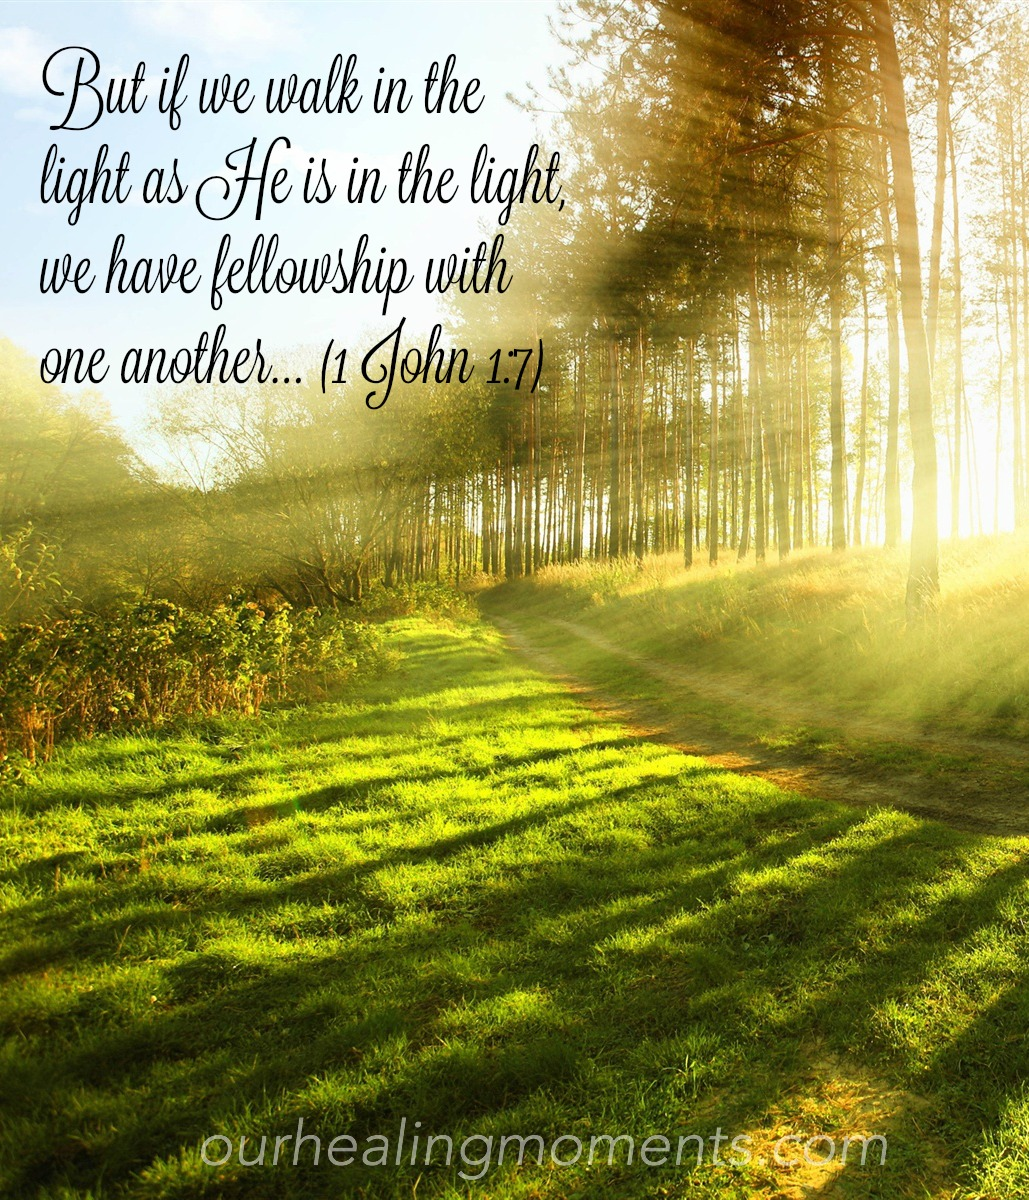 But if we walk in the
light as He is in the light,
we have fellowship with
one another... (1 John 1:7)
ourhealingmoments.com